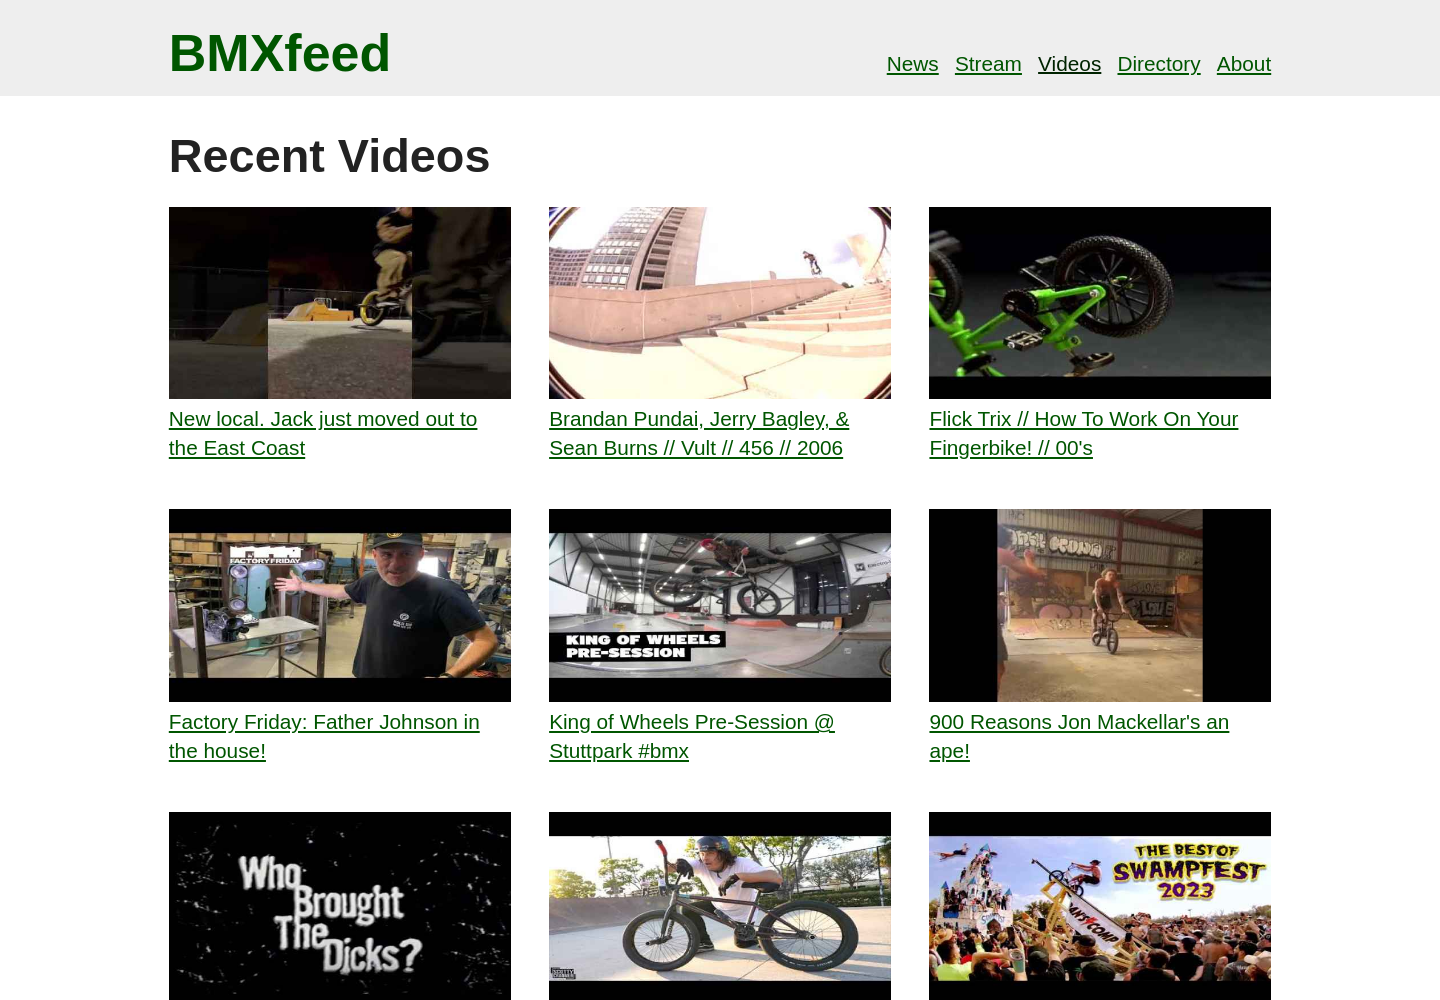 BMXfeed
News Stream Videos Directory About
Recent Videos
New local. Jack just moved out to
the East Coast
Brandan Pundai, Jerry Bagley, &
Sean Burns // Vult // 456 // 2006
Flick Trix // How To Work On Your
Fingerbike! // 00's
FACTORY FRIDAY
KING OF WHEELS
PRE-SESSION
Factory Friday: Father Johnson in
the house!
King of Wheels Pre-Session @
Stuttpark #bmx
900 Reasons Jon Mackellar's an
ape!
Who
Brought
The
Dicks?
THE BEST OF
SWAMPFEST
2023